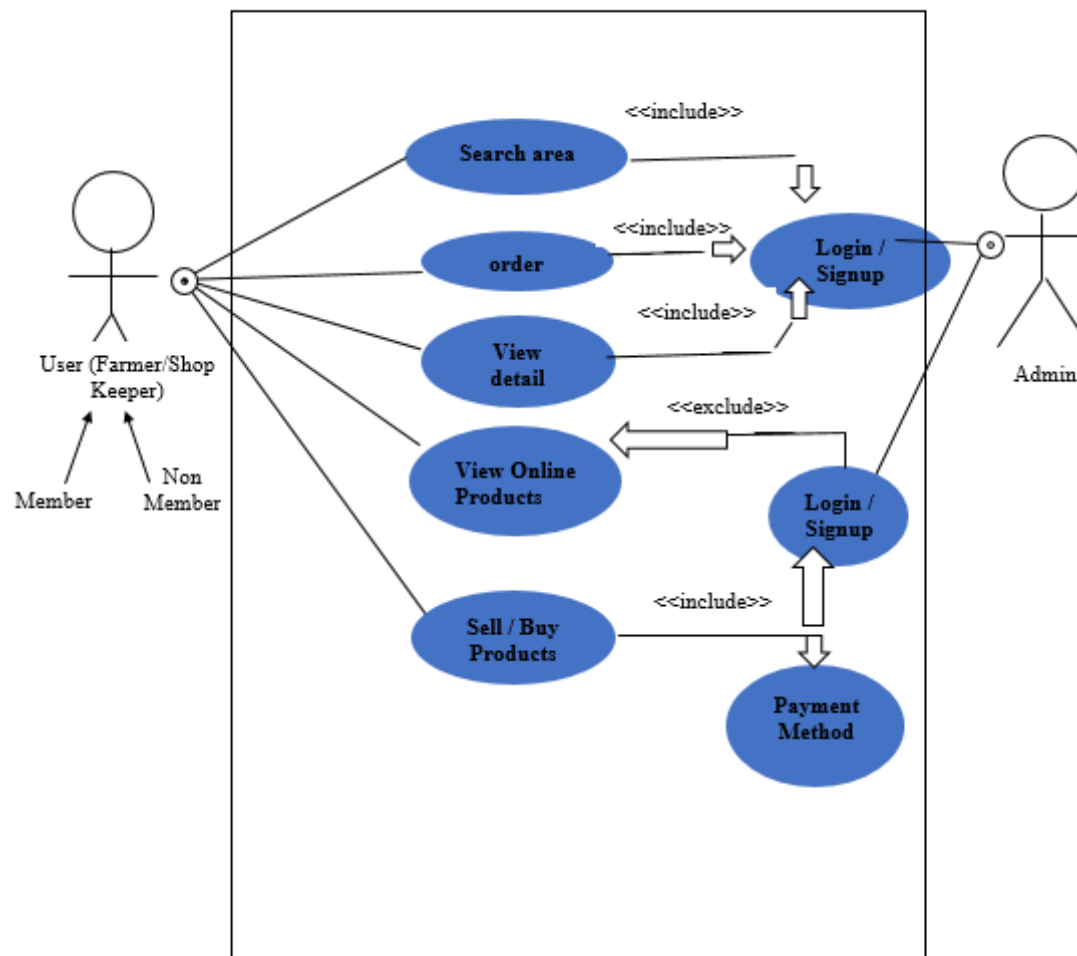 <<include>>
Search area
<<include>>
order
Login /
Signup
<<include>>
View
detail
User (Farmer/Shop
Keeper)
Admin
<<exclude>>
View Online
Products
Member
Non
Member
Login /
Signup
<<include>>
Sell / Buy
Products
Payment
Method